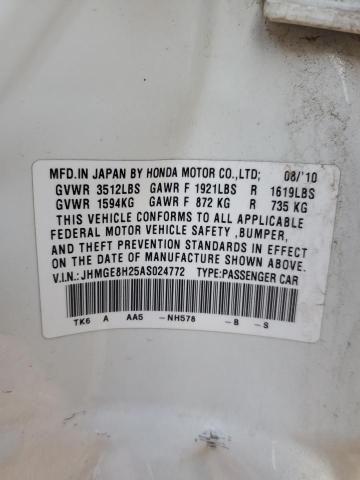 MFD.IN JAPAN BY HONDA MOTOR CO.,LTD; 08/'10
GVWR 3512LBS GAWR F 1921LBS R 1619LBS
GVWR 1594KG GAWR F 872 KG R 735 KG
THIS VEHICLE CONFORMS TO ALL APPLICABLE
FEDERAL MOTOR VEHICLE SAFETY ,BUMPER,
AND THEFT PREVENTION STANDARDS IN EFFECT
ON THE DATE OF MANUFACTURE SHOWN ABOVE.
V.I.N.: JHMGE8H25AS024772 TYPE:PASSENGER CAR
TK6 A AA5 -NH578 -B -S